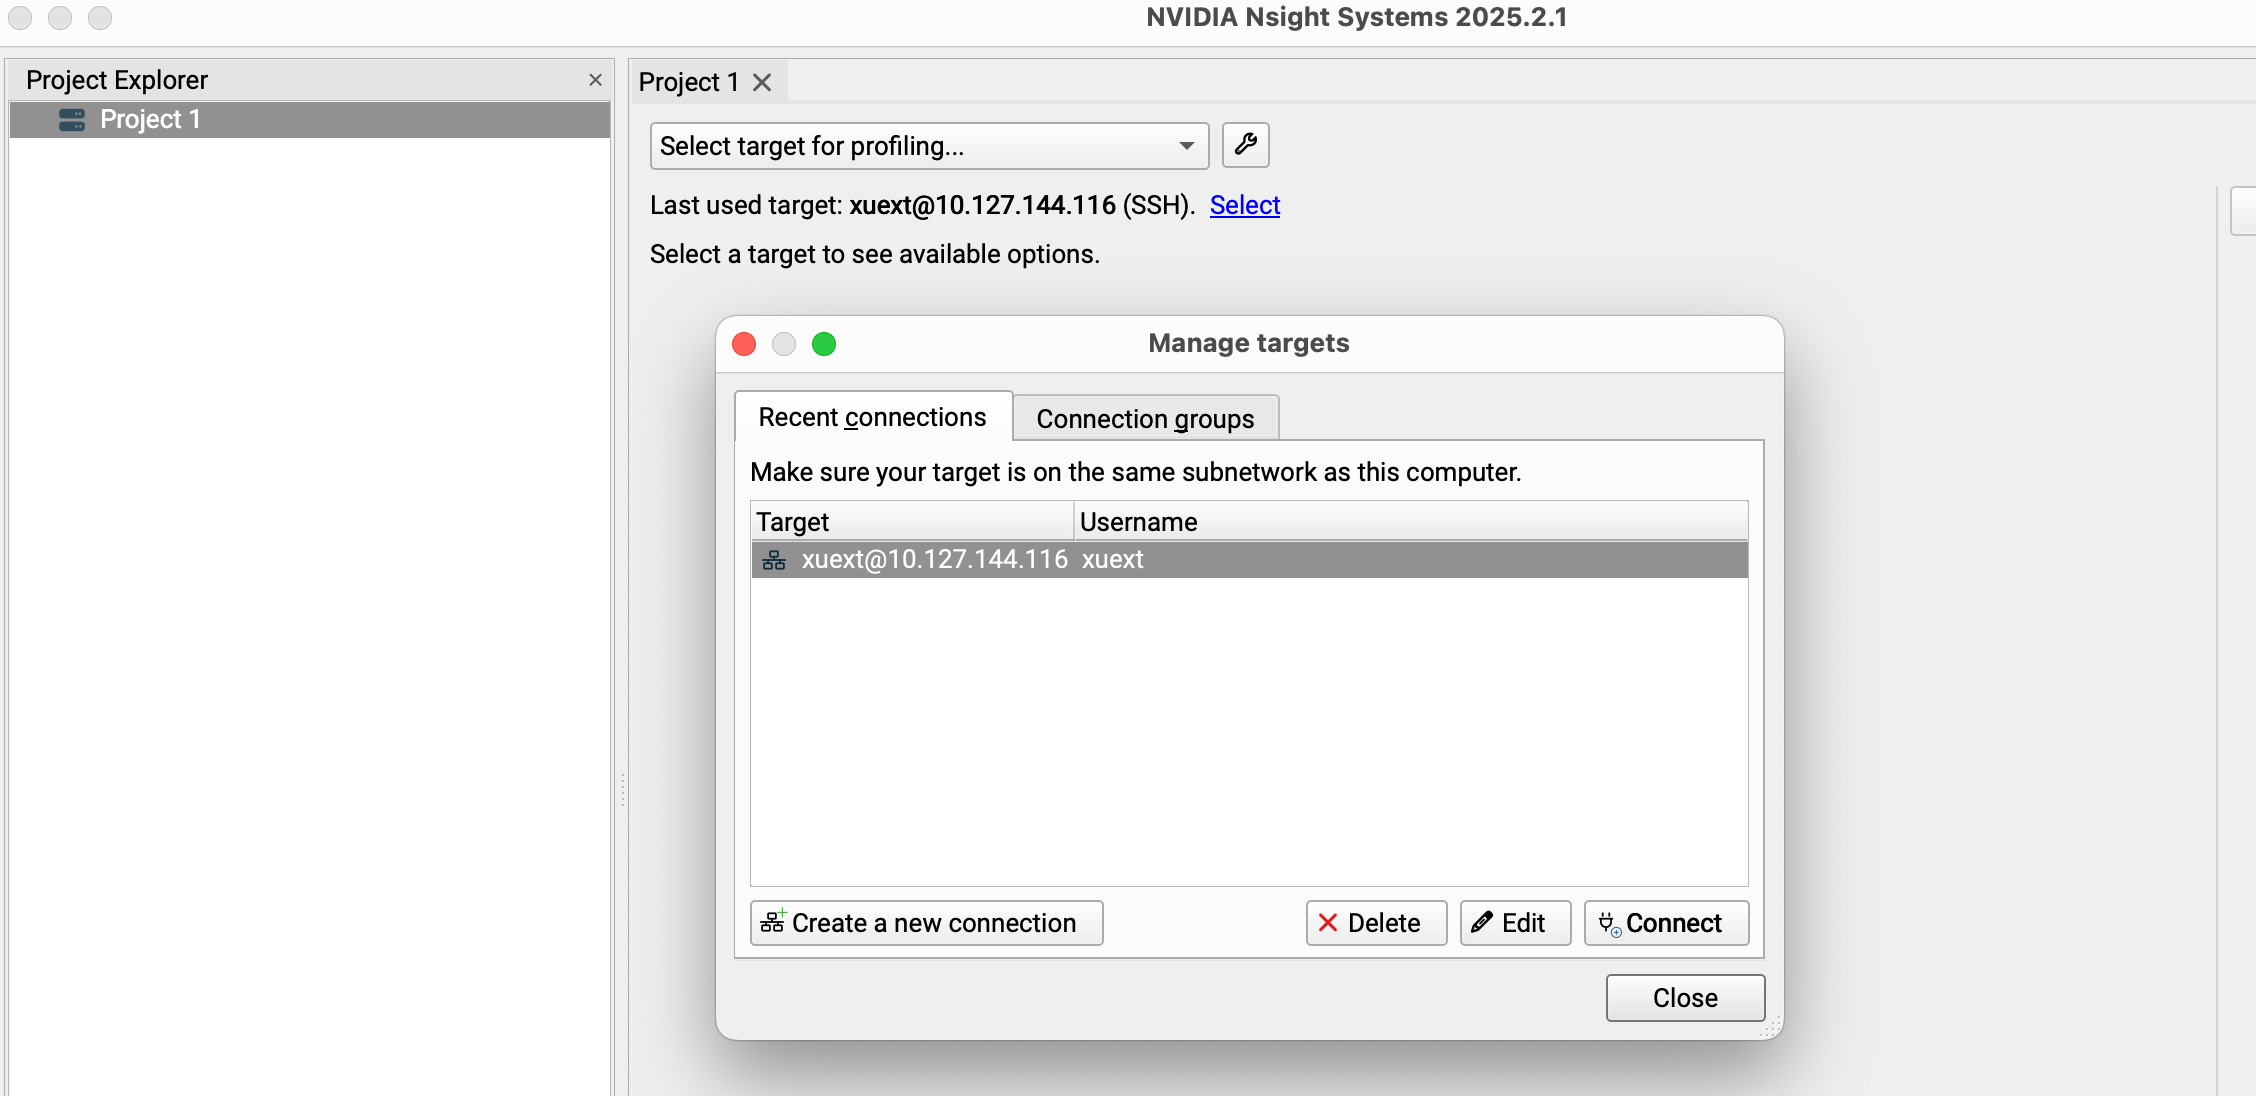 NVIDIA Nsight Systems 2025.2.1
Project Explorer
Project 1
Project 1
Select target for profiling...
Last used target: xuext@10.127.144.116 (SSH). Select
Select a target to see available options.
Manage targets
Recent connections
Connection groups
Make sure your target is on the same subnetwork as this computer.
Target Username
xuext@10.127.144.116 xuext
Create a new connection
Delete
Edit
Connect
Close